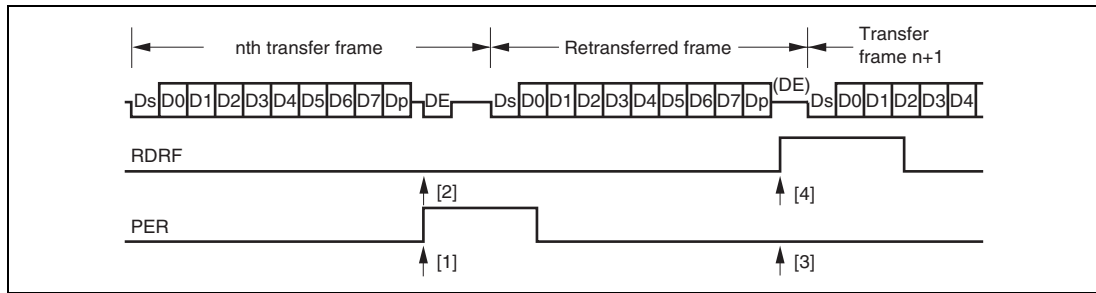 nth transfer frame
Retransferred frame
Transfer
frame n+1
Ds D0 D1 D2 D3 D4 D5 D6 D7 Dp DE Ds D0 D1 D2 D3 D4 D5 D6 D7 Dp (DE) Ds D0 D1 D2 D3 D4
RDRF
[2]
[4]
PER
[1]
[3]